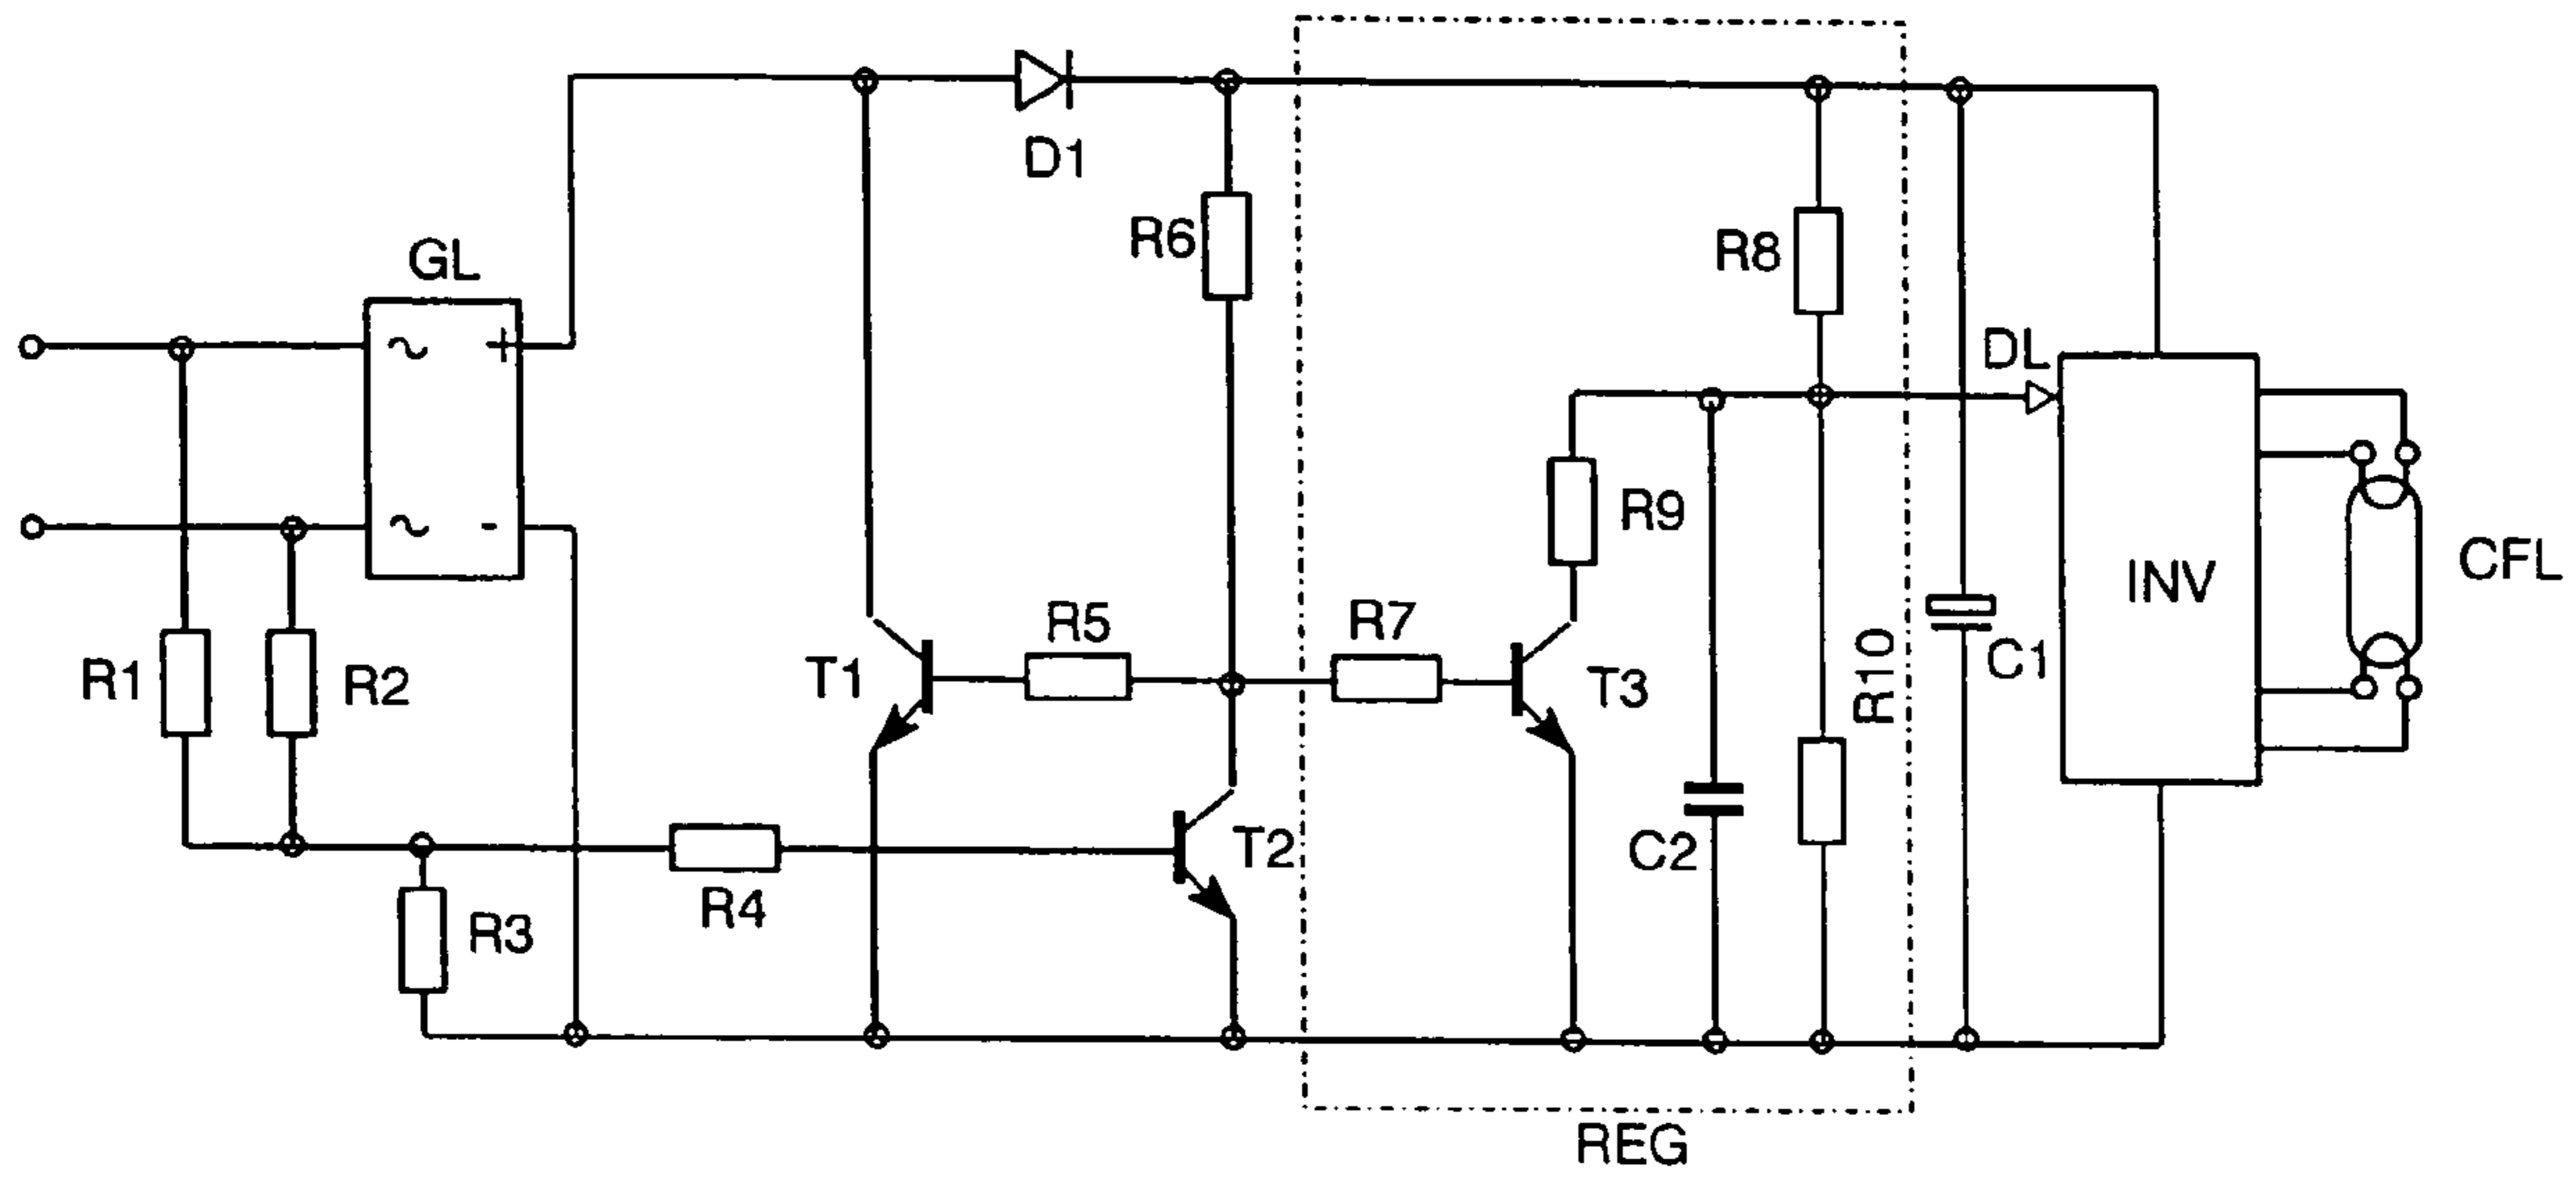 D1
R6
R8
GL
~ +
~ -
DL
R9
INV
CFL
R1
R2
T1
R5
R7
T3
R10
C1
R4
T2
C2
R3
REG